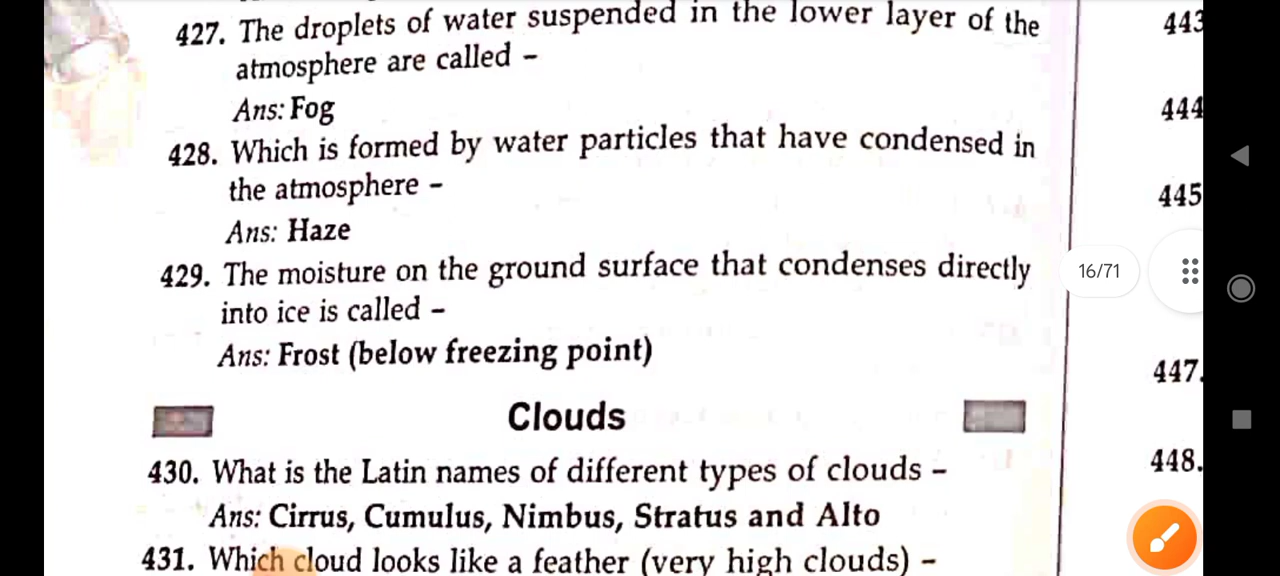 427. The droplets of water suspended in the lower layer of the
atmosphere are called –
Ans: Fog
428. Which is formed by water particles that have condensed in
the atmosphere –
Ans: Haze
429. The moisture on the ground surface that condenses directly
into ice is called –
Ans: Frost (below freezing point)
Clouds
430. What is the Latin names of different types of clouds –
Ans: Cirrus, Cumulus, Nimbus, Stratus and Alto
431. Which cloud looks like a feather (very high clouds) –
443
444
445
16/71
447.
448.